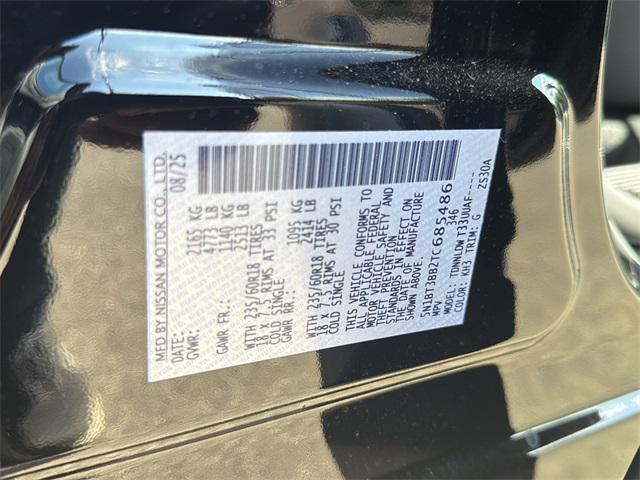 MFD BY NISSAN MOTOR CO., LTD.
DATE: 08/25
GVWR: 2165 KG
4773 LB
GAWR FR.: 1140 KG
2513 LB
WITH 235/60R18 TIRES
18 X 7.5 RIMS AT 33 PSI
COLD SINGLE
GAWR RR.: 1095 KG
2414 LB
WITH 235/60R18 TIRES
18 X 7.5 RIMS AT 30 PSI
COLD SINGLE
THIS VEHICLE CONFORMS TO
ALL APPLICABLE FEDERAL
MOTOR VEHICLE SAFETY AND
THEFT PREVENTION
STANDARDS IN EFFECT ON
THE DATE OF MANUFACTURE
SHOWN ABOVE.
5N1BT3BB2TC685486
MPV 346
MODEL: TDNNLDW T33UUAF-----
COLOR: KH3 TRIM: G ZS30A